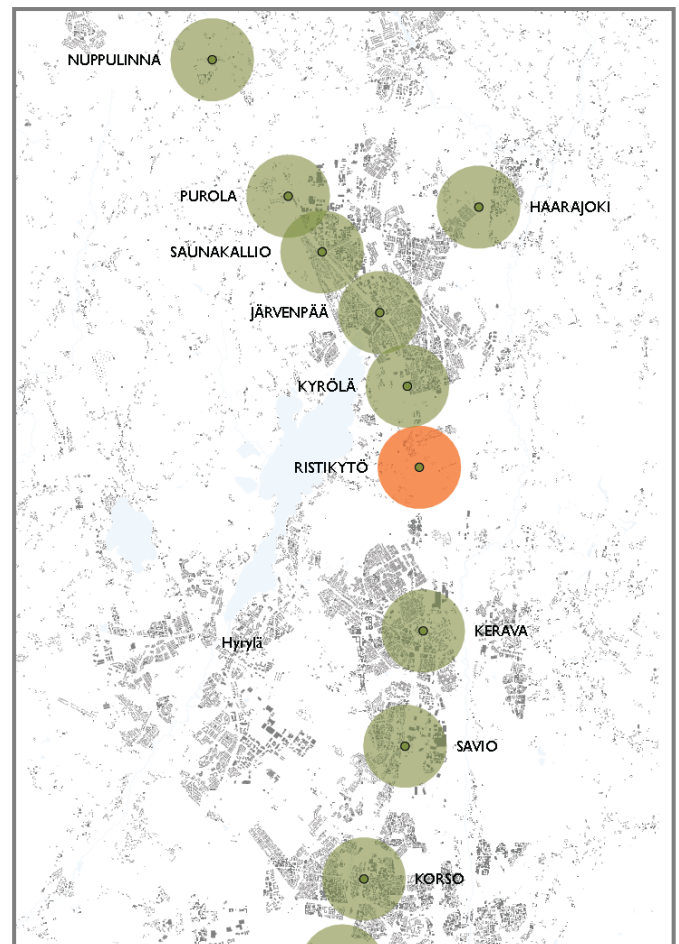 NUPPULINNA
PUROLA
HAARAJOKI
SAUNAKALLIO
JÄRVENPÄÄ
KYRÖLÄ
RISTIKYTÖ
KERAVA
Hyrylä
SAVIO
KORSO